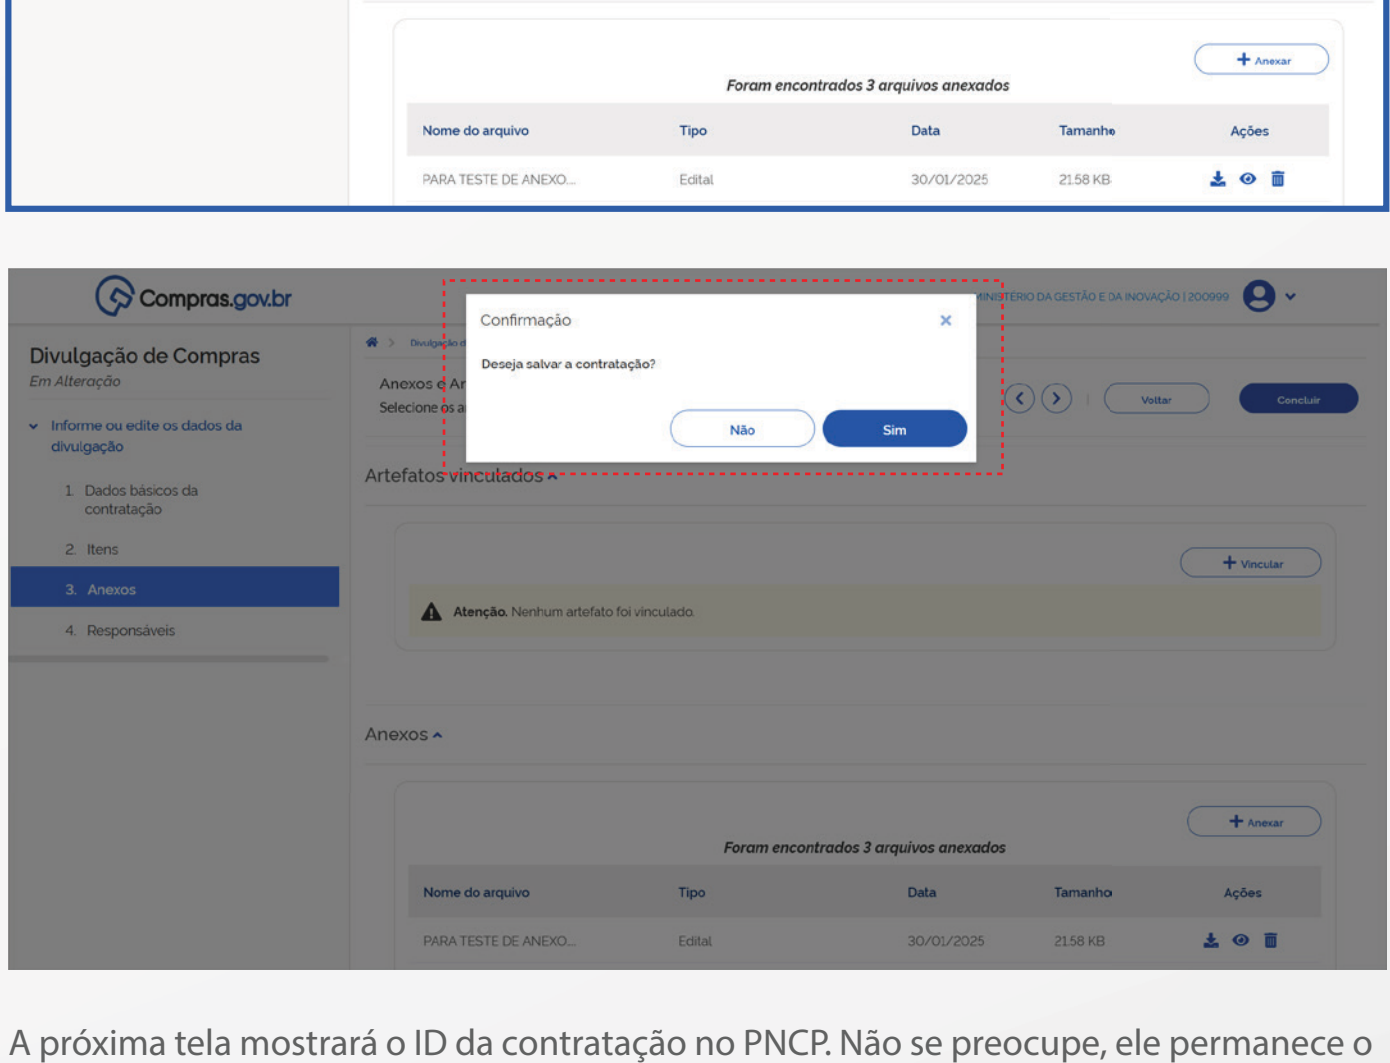 + Anexar
Foram encontrados 3 arquivos anexados
Nome do arquivo Tipo Data Tamanho Ações
PARA TESTE DE ANEXO... Edital 30/01/2025 21.58 KB
Compras.gov.br
MINISTÉRIO DA GESTÃO E DA INOVAÇÃO | 200999
Confirmação
Deseja salvar a contratação?
Não Sim
Divulgação de Compras
Em Alteração
Divulgação d
Anexos e Ar
Selecione os a
Voltar Concluir
Informe ou edite os dados da
divulgação
1. Dados básicos da
contratação
2. Itens
3. Anexos
4. Responsáveis
Artefatos vinculados
+ Vincular
Atenção. Nenhum artefato foi vinculado.
Anexos
+ Anexar
Foram encontrados 3 arquivos anexados
Nome do arquivo Tipo Data Tamanho Ações
PARA TESTE DE ANEXO... Edital 30/01/2025 21.58 KB
A próxima tela mostrará o ID da contratação no PNCP. Não se preocupe, ele permanece o